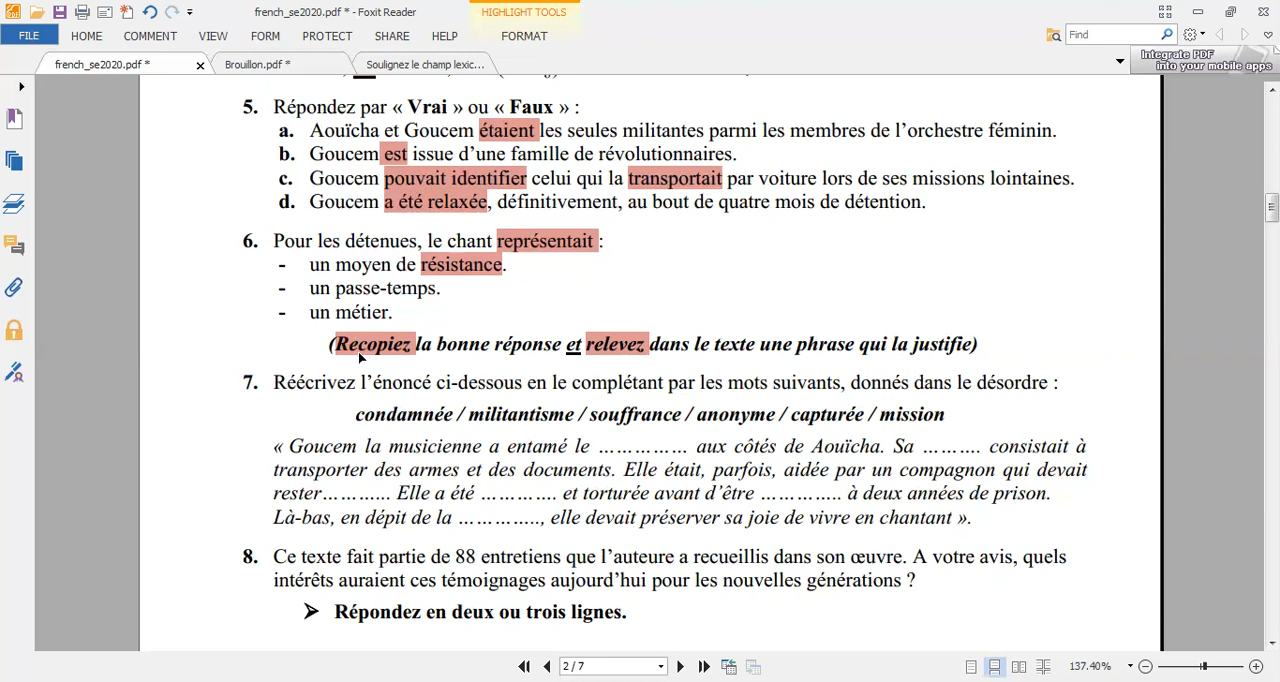 french_se2020.pdf * - Foxit Reader
HIGHLIGHT TOOLS
FILE HOME COMMENT VIEW FORM PROTECT SHARE HELP FORMAT
Find
french_se2020.pdf *
Brouillon.pdf *
Soulignez le champ lexic...
Integrate PDF
into your mobile apps
5. Répondez par « Vrai » ou « Faux » :
a. Aouïcha et Goucem étaient les seules militantes parmi les membres de l’orchestre féminin.
b. Goucem est issue d’une famille de révolutionnaires.
c. Goucem pouvait identifier celui qui la transportait par voiture lors de ses missions lointaines.
d. Goucem a été relaxée, définitivement, au bout de quatre mois de détention.
6. Pour les détenues, le chant représentait :
- un moyen de résistance.
- un passe-temps.
- un métier.
(Recopiez la bonne réponse et relevez dans le texte une phrase qui la justifie)
7. Réécrivez l’énoncé ci-dessous en le complétant par les mots suivants, donnés dans le désordre :
condamnée / militantisme / souffrance / anonyme / capturée / mission
« Goucem la musicienne a entamé le …………… aux côtés de Aouïcha. Sa ………. consistait à
transporter des armes et des documents. Elle était, parfois, aidée par un compagnon qui devait
rester……….. Elle a été …………. et torturée avant d’être ………….. à deux années de prison.
Là-bas, en dépit de la ………….., elle devait préserver sa joie de vivre en chantant ».
8. Ce texte fait partie de 88 entretiens que l’auteure a recueillis dans son œuvre. A votre avis, quels
intérêts auraient ces témoignages aujourd’hui pour les nouvelles générations ?
➢ Répondez en deux ou trois lignes.
2 / 7
137.40%